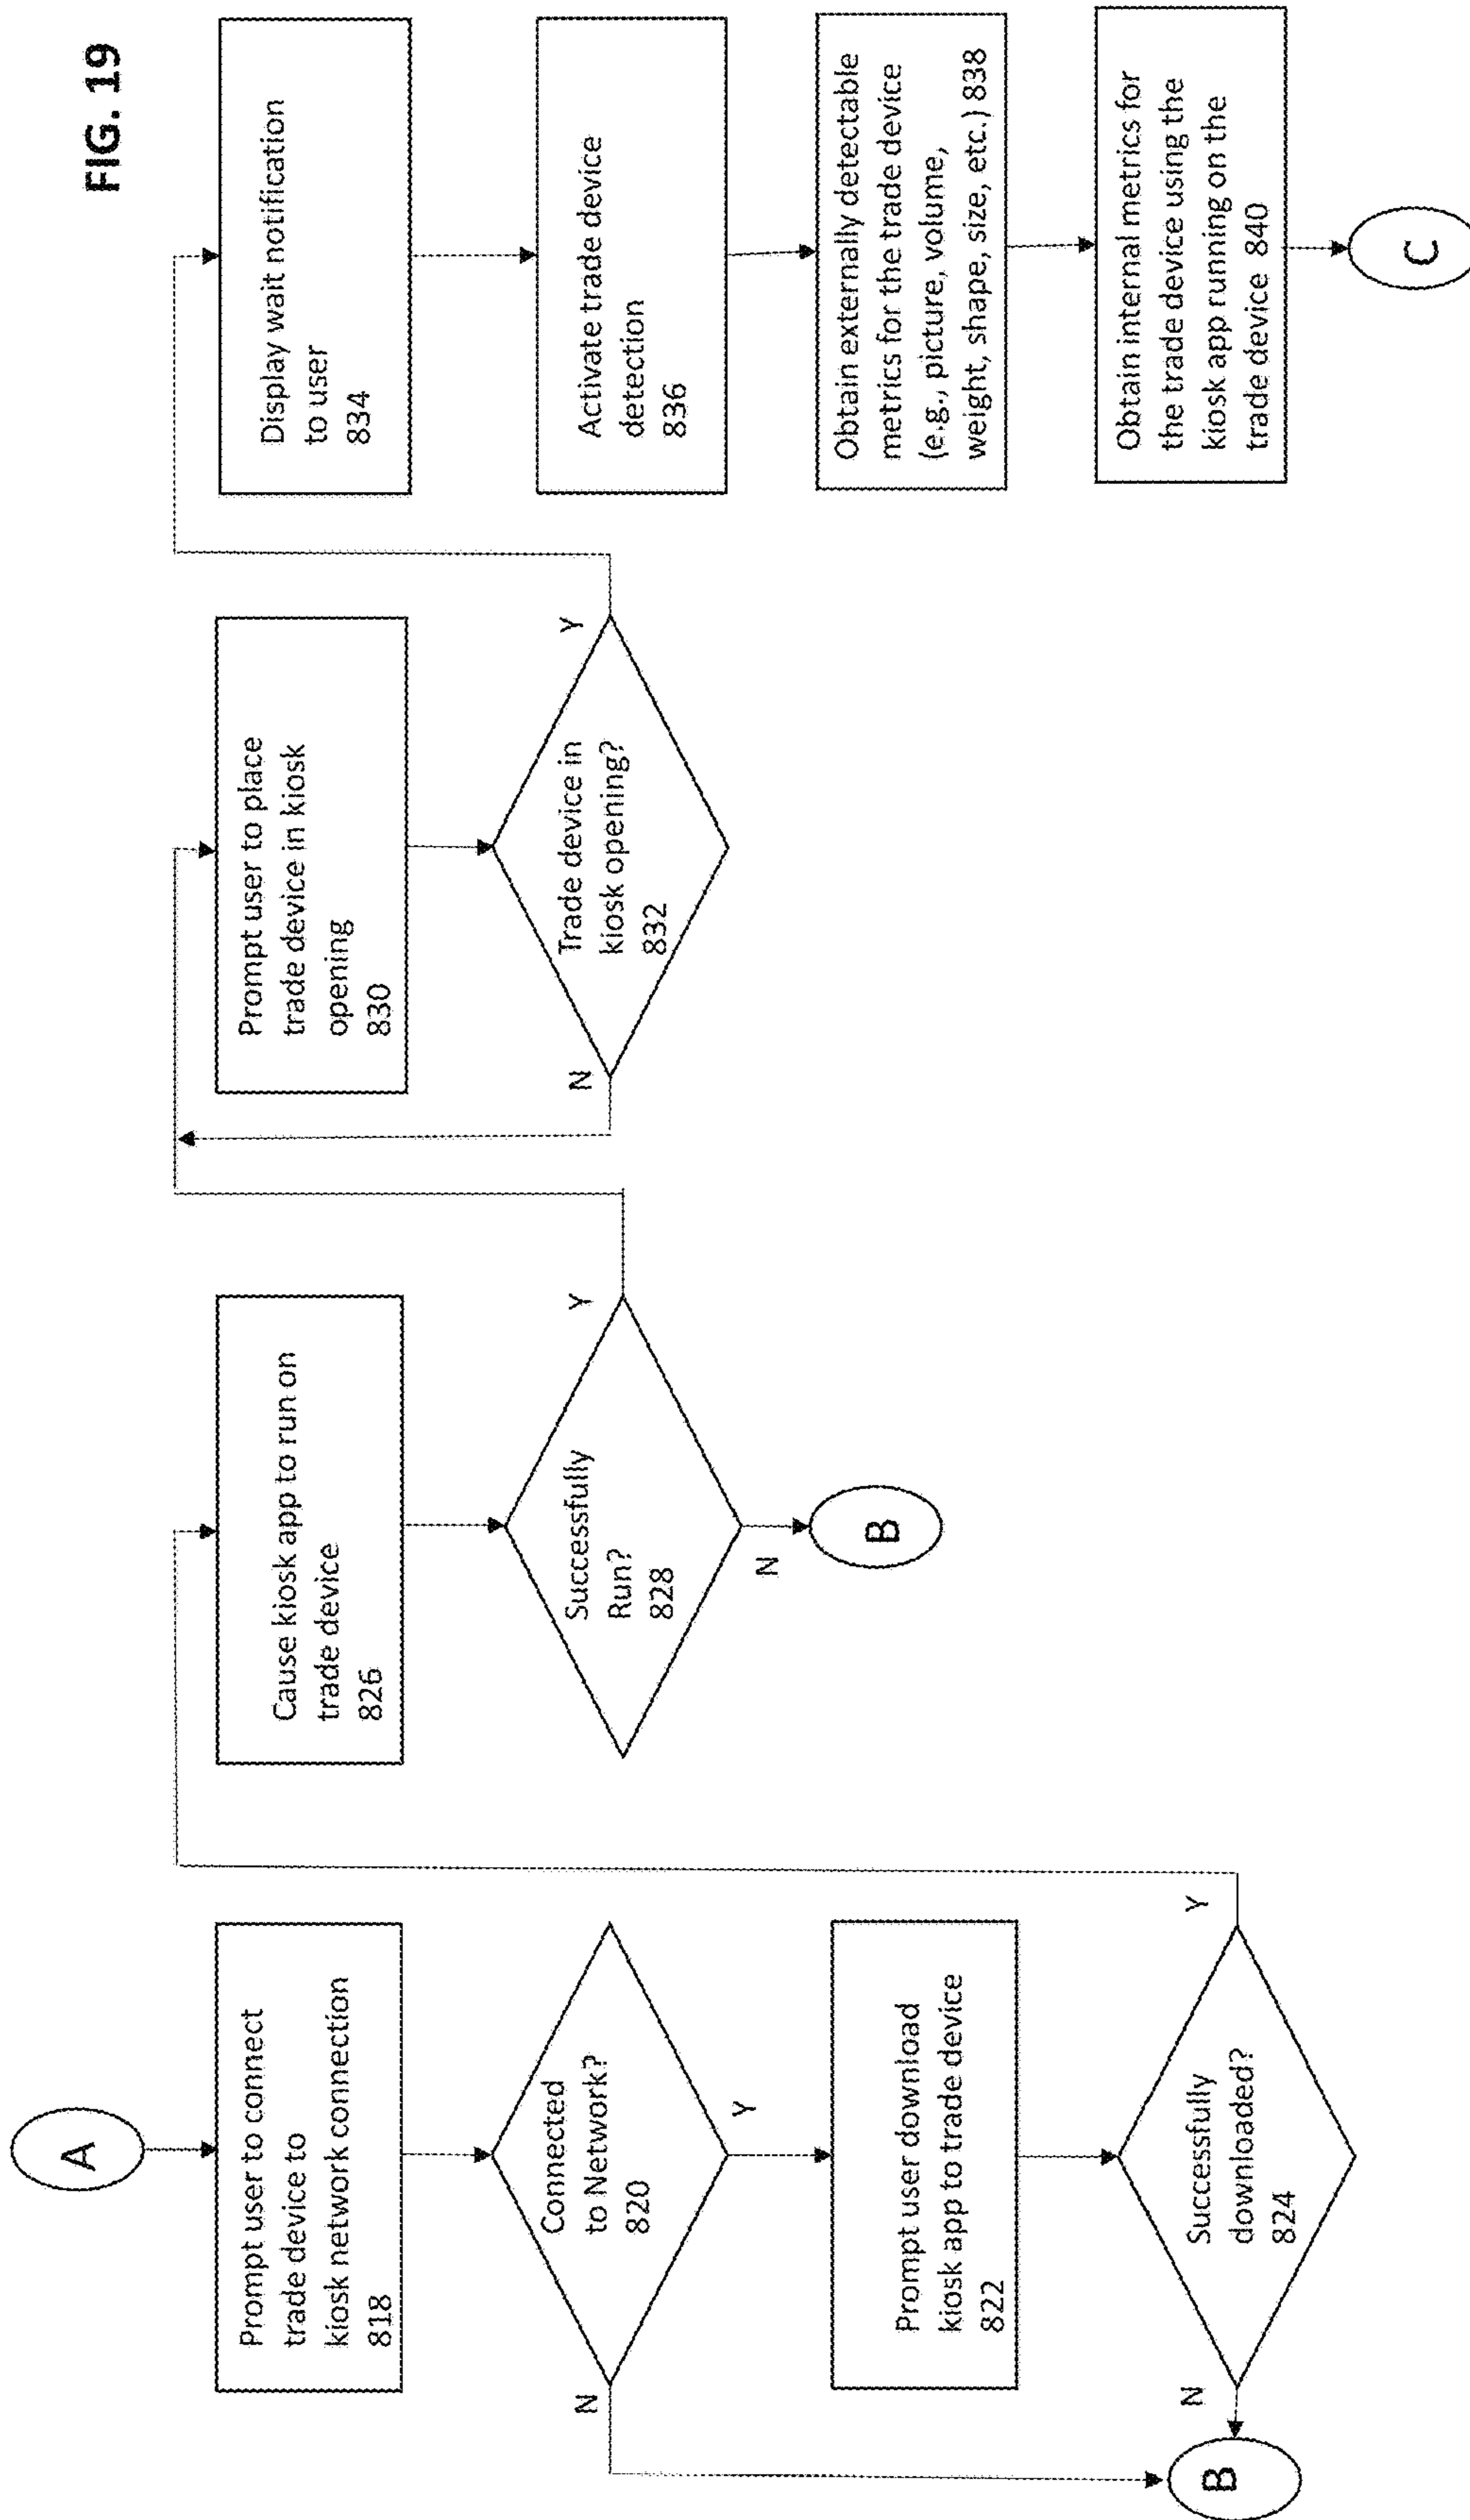 FIG. 19
A
Prompt user to connect
trade device to
kiosk network connection
818
Connected
to Network?
820
N
Y
Prompt user download
kiosk app to trade device
822
Successfully
downloaded?
824
N
Y
B
Cause kiosk app to run on
trade device
826
Successfully
Run?
828
Y
N
B
Prompt user to place
trade device in kiosk
opening
830
Trade device in
kiosk opening?
832
N
Y
Display wait notification
to user
834
Activate trade device
detection
836
Obtain externally detectable
metrics for the trade device
(e.g., picture, volume,
weight, shape, size, etc.) 838
Obtain internal metrics for
the trade device using the
kiosk app running on the
trade device 840
C